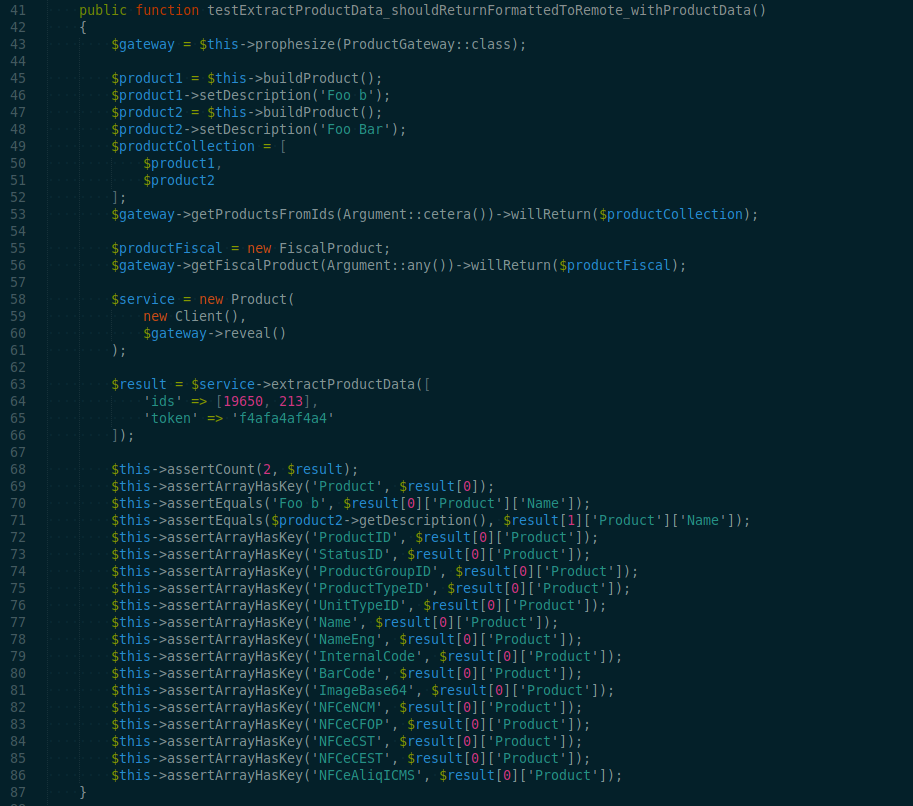 41 public function testExtractProductData_shouldReturnFormattedToRemote_withProductData()
42 {
43 $gateway = $this->prophesize(ProductGateway::class);
44
45 $product1 = $this->buildProduct();
46 $product1->setDescription('Foo b');
47 $product2 = $this->buildProduct();
48 $product2->setDescription('Foo Bar');
49 $productCollection = [
50 $product1,
51 $product2
52 ];
53 $gateway->getProductsFromIds(Argument::cetera())->willReturn($productCollection);
54
55 $productFiscal = new FiscalProduct;
56 $gateway->getFiscalProduct(Argument::any())->willReturn($productFiscal);
57
58 $service = new Product(
59 new Client(),
60 $gateway->reveal()
61 );
62
63 $result = $service->extractProductData([
64 'ids' => [19650, 213],
65 'token' => 'f4afa4af4a4'
66 ]);
67
68 $this->assertCount(2, $result);
69 $this->assertArrayHasKey('Product', $result[0]);
70 $this->assertEquals('Foo b', $result[0]['Product']['Name']);
71 $this->assertEquals($product2->getDescription(), $result[1]['Product']['Name']);
72 $this->assertArrayHasKey('ProductID', $result[0]['Product']);
73 $this->assertArrayHasKey('StatusID', $result[0]['Product']);
74 $this->assertArrayHasKey('ProductGroupID', $result[0]['Product']);
75 $this->assertArrayHasKey('ProductTypeID', $result[0]['Product']);
76 $this->assertArrayHasKey('UnitTypeID', $result[0]['Product']);
77 $this->assertArrayHasKey('Name', $result[0]['Product']);
78 $this->assertArrayHasKey('NameEng', $result[0]['Product']);
79 $this->assertArrayHasKey('InternalCode', $result[0]['Product']);
80 $this->assertArrayHasKey('BarCode', $result[0]['Product']);
81 $this->assertArrayHasKey('ImageBase64', $result[0]['Product']);
82 $this->assertArrayHasKey('NFCeNCM', $result[0]['Product']);
83 $this->assertArrayHasKey('NFCeCFOP', $result[0]['Product']);
84 $this->assertArrayHasKey('NFCeCST', $result[0]['Product']);
85 $this->assertArrayHasKey('NFCeCEST', $result[0]['Product']);
86 $this->assertArrayHasKey('NFCeAliqICMS', $result[0]['Product']);
87 }